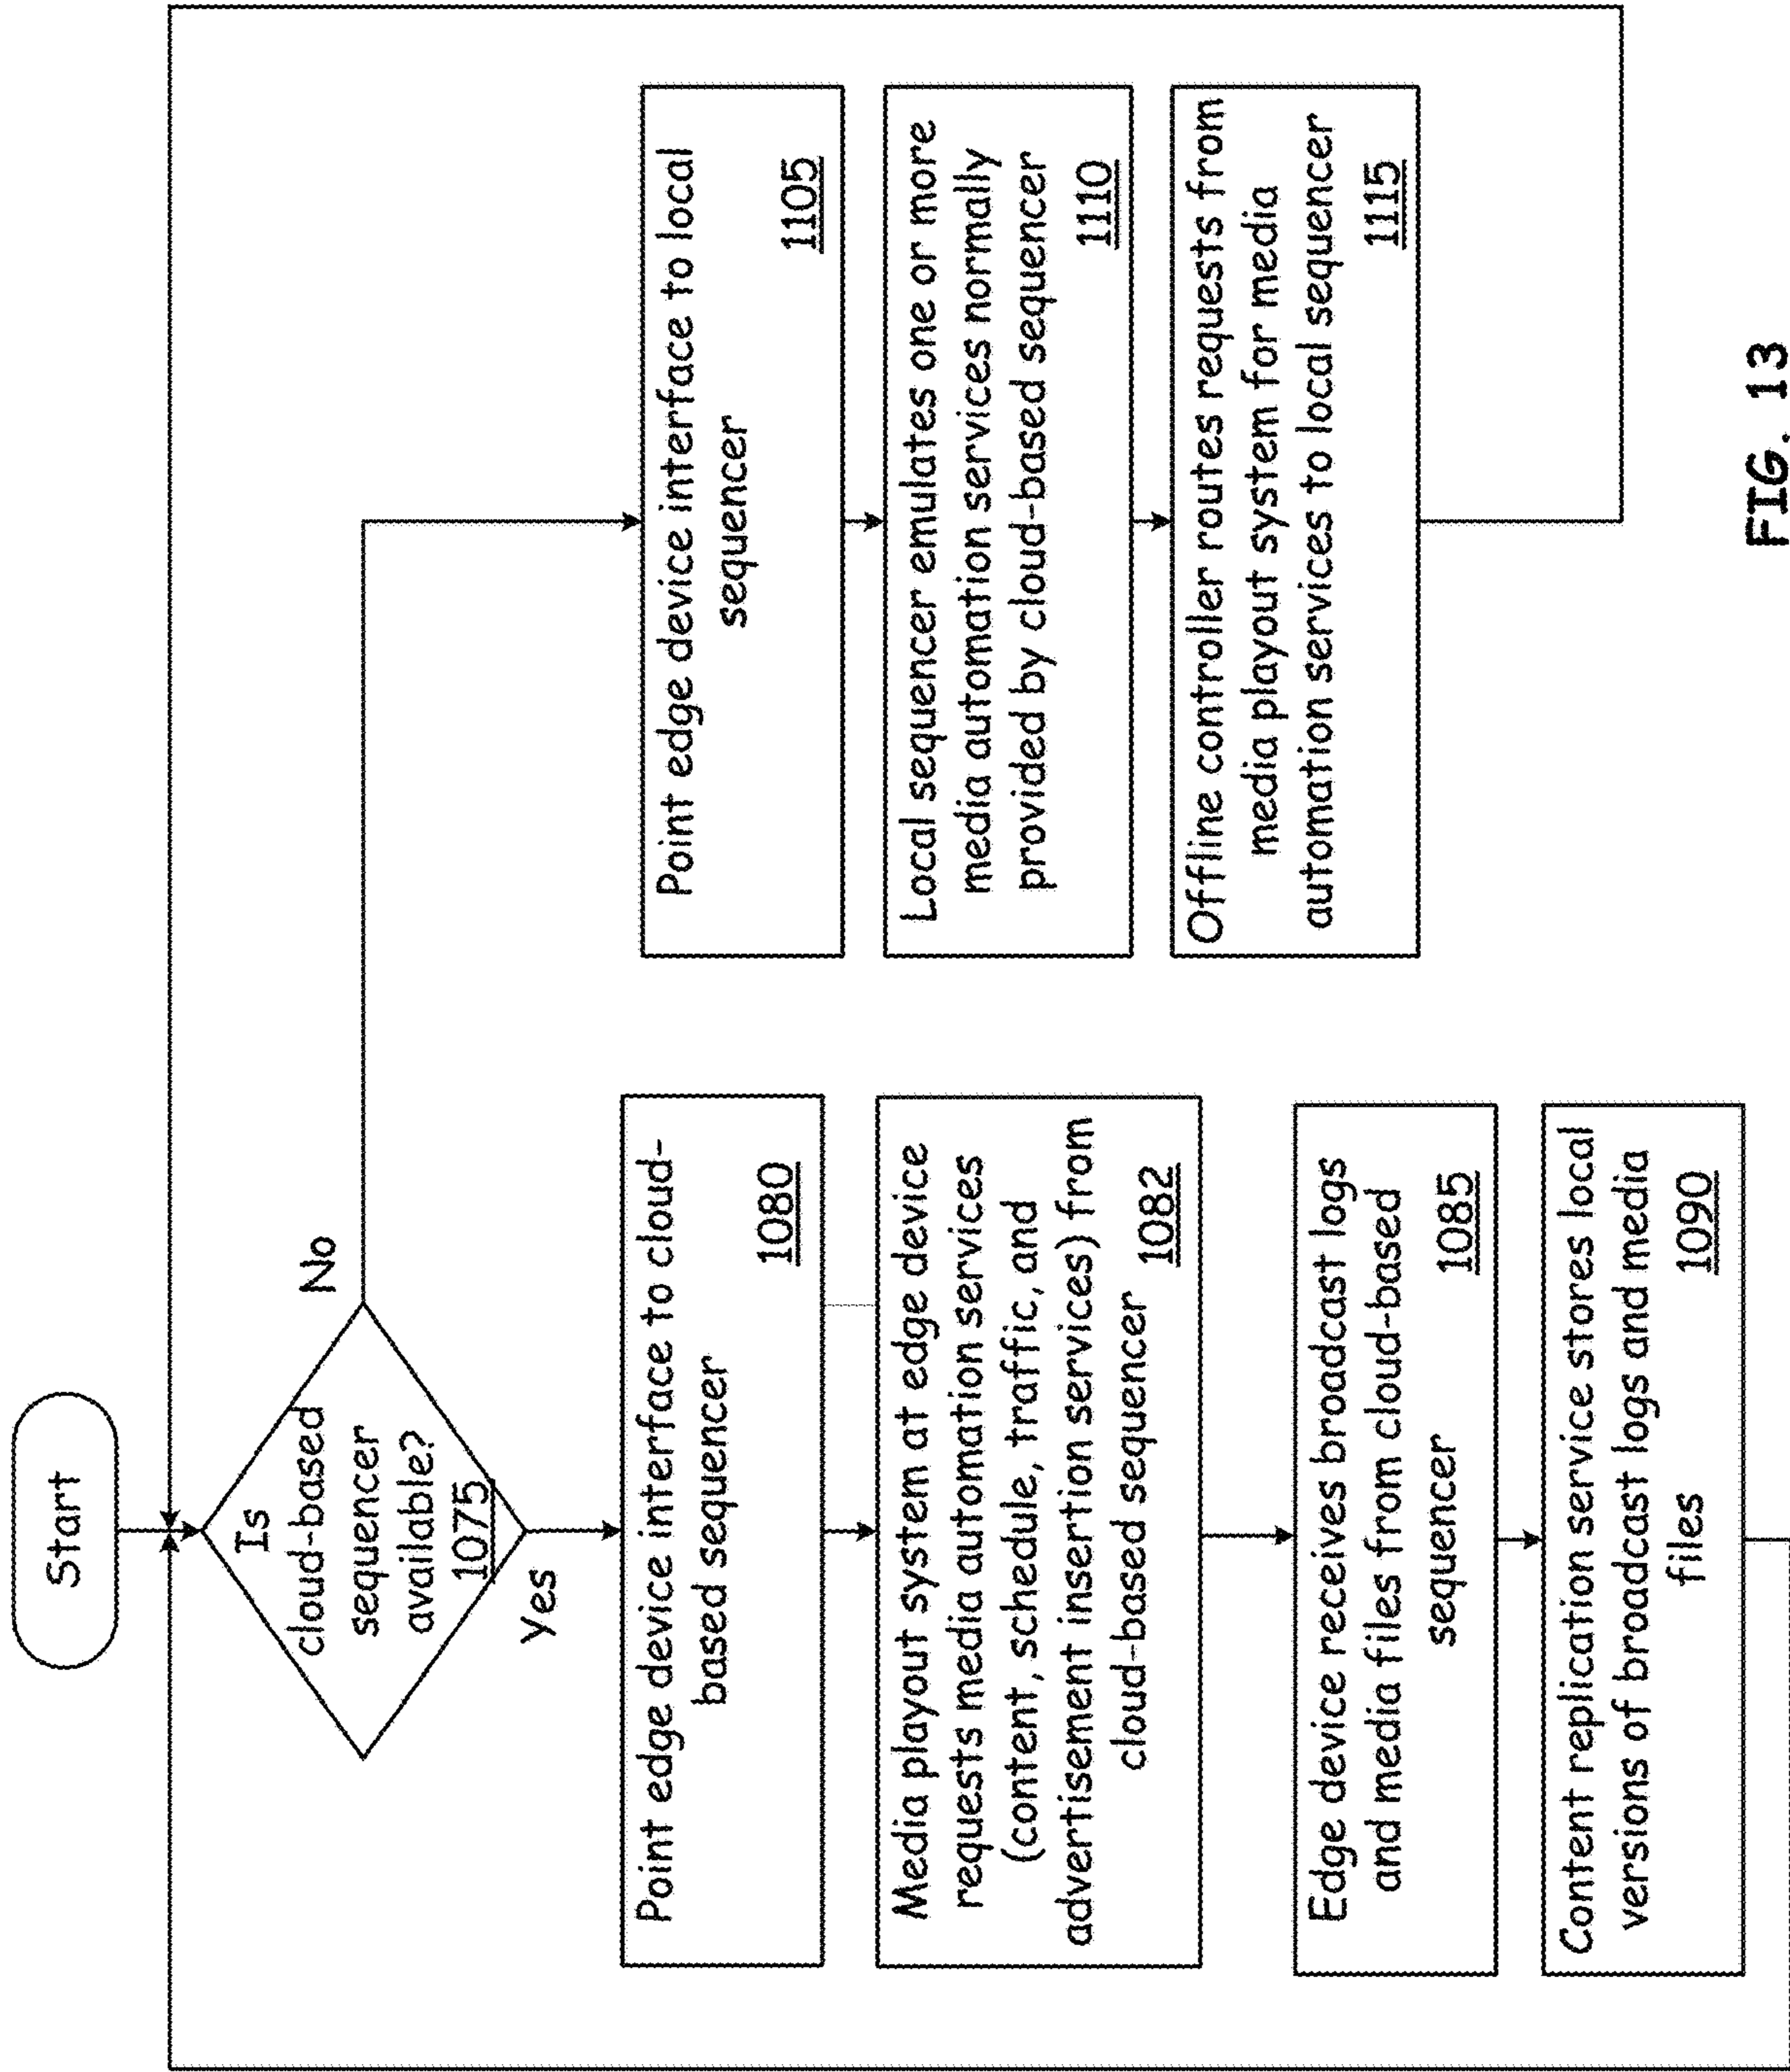 Start
Is
cloud-based
sequencer
available?
1075
No
Yes
Point edge device interface to cloud-
based sequencer
1080
Media playout system at edge device
requests media automation services
(content, schedule, traffic, and
advertisement insertion services) from
cloud-based sequencer
1082
Edge device receives broadcast logs
and media files from cloud-based
sequencer
1085
Content replication service stores local
versions of broadcast logs and media
files
1090
Point edge device interface to local
sequencer
1105
Local sequencer emulates one or more
media automation services normally
provided by cloud-based sequencer
1110
Offline controller routes requests from
media playout system for media
automation services to local sequencer
1115
FIG. 13